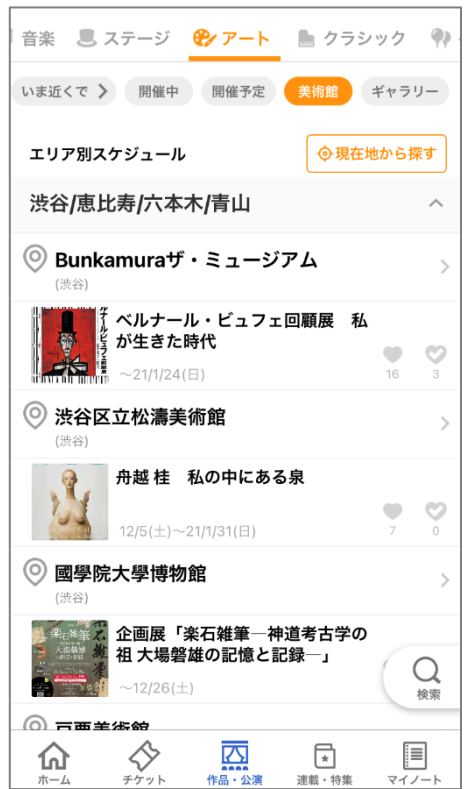 音楽 ステージ アート クラシック
いま近くで 開催中 開催予定 美術館 ギャラリー
エリア別スケジュール 現在地から探す
渋谷/恵比寿/六本木/青山
Bunkamuraザ・ミュージアム
(渋谷)
ベルナール・ビュフェ回顧展 私
が生きた時代
~21/1/24(日)
16 3
渋谷区立松濤美術館
(渋谷)
舟越 桂 私の中にある泉
12/5(土)~21/1/31(日)
7 0
國學院大學博物館
(渋谷)
企画展「楽石雑筆―神道考古学の
祖 大場磐雄の記憶と記録―」
~12/26(土)
検索
ホーム チケット 作品・公演 連載・特集 マイノート